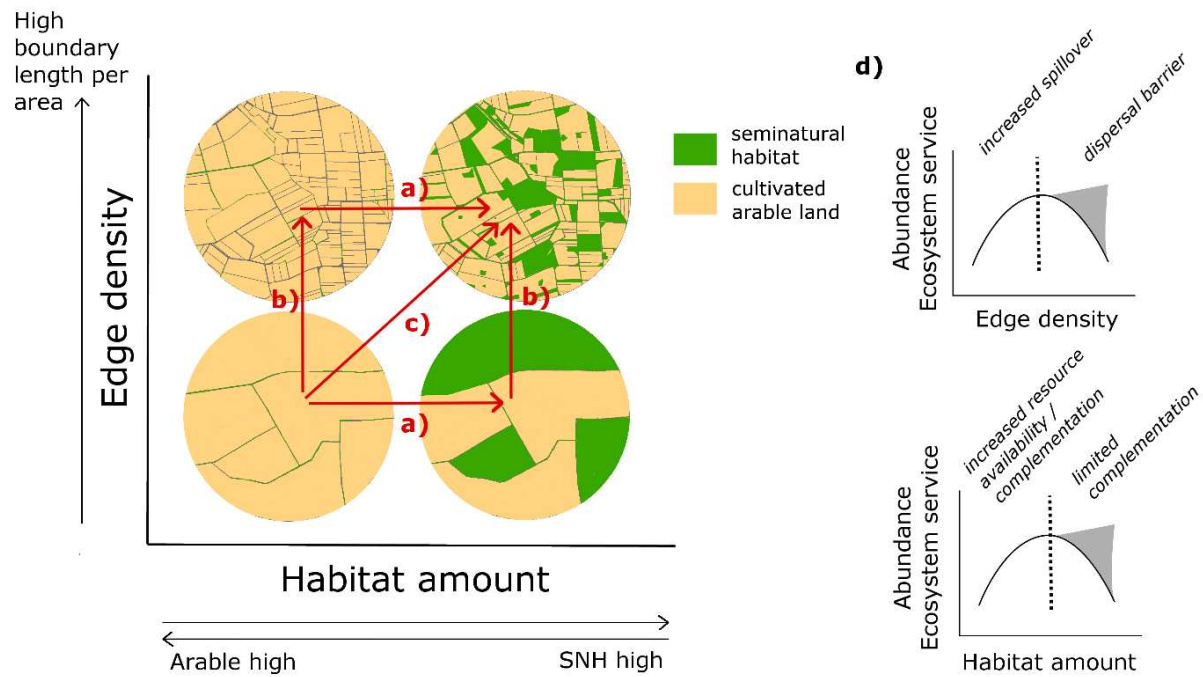 High
boundary
length per
area
Edge density
a)
b)
c)
b)
a)
Habitat amount
Arable high
SNH high
seminatural
habitat
cultivated
arable land
d)
increased spillover
dispersal barrier
Abundance
Ecosystem service
Edge density
increased resource
availability /
complementation
limited
complementation
Abundance
Ecosystem service
Habitat amount